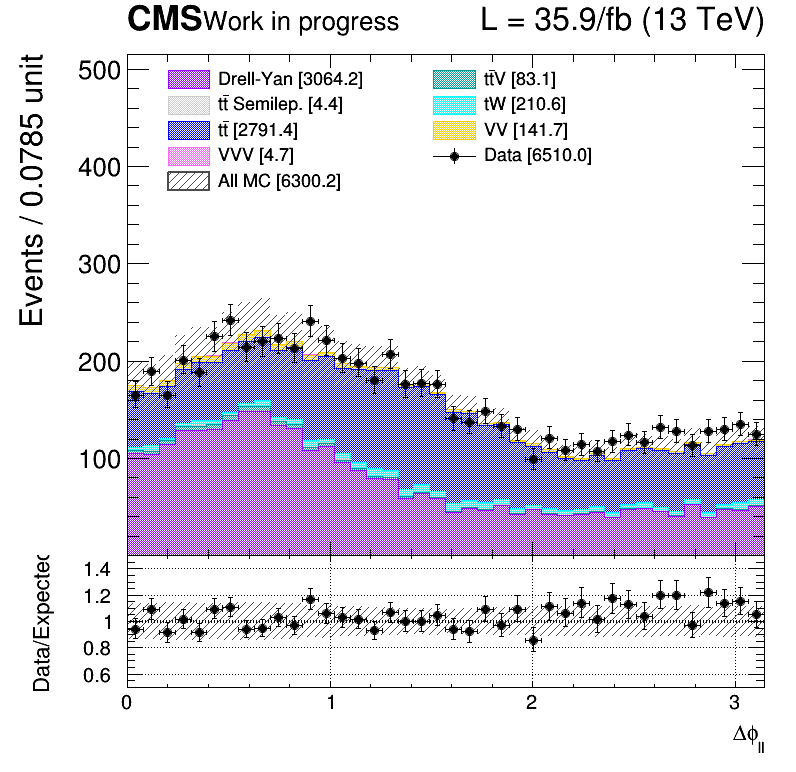 CMS Work in progress L = 35.9/fb (13 TeV)
Events / 0.0785 unit
500
400
300
200
100
Drell-Yan [3064.2]
tt̄ Semilep. [4.4]
tt̄ [2791.4]
VVV [4.7]
All MC [6300.2]
tt̄V [83.1]
tW [210.6]
VV [141.7]
Data [6510.0]
Data/Expected
1.4
1.2
1
0.8
0.6
0 1 2 3
Δϕll